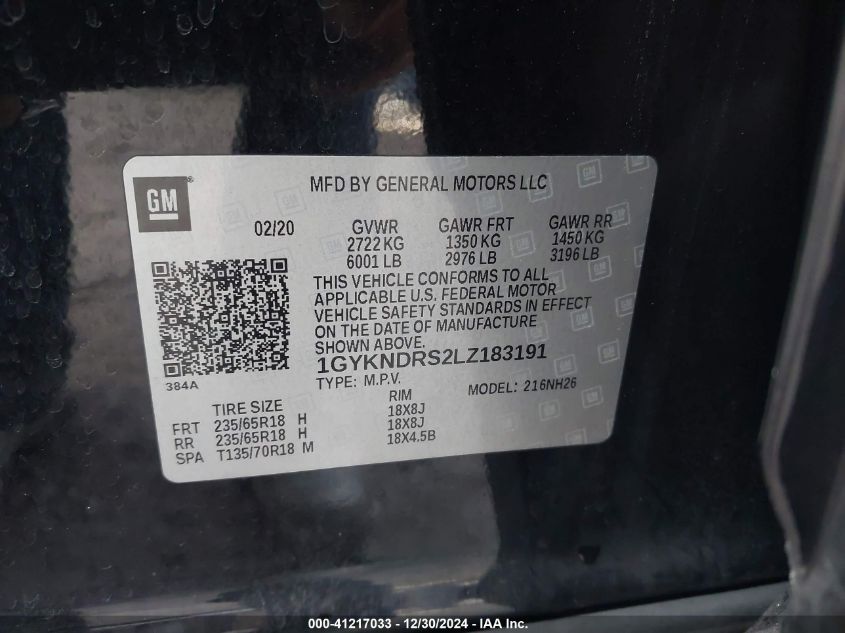 GM ®
MFD BY GENERAL MOTORS LLC
02/20 GVWR GAWR FRT GAWR RR
2722 KG 1350 KG 1450 KG
6001 LB 2976 LB 3196 LB
THIS VEHICLE CONFORMS TO ALL
APPLICABLE U.S. FEDERAL MOTOR
VEHICLE SAFETY STANDARDS IN EFFECT
ON THE DATE OF MANUFACTURE
SHOWN ABOVE.
1GYKNDRS2LZ183191
384A
TYPE: M.P.V. MODEL: 216NH26
TIRE SIZE RIM
FRT 235/65R18 H 18X8J
RR 235/65R18 H 18X8J
SPA T135/70R18 M 18X4.5B
000-41217033 - 12/30/2024 - IAA Inc.